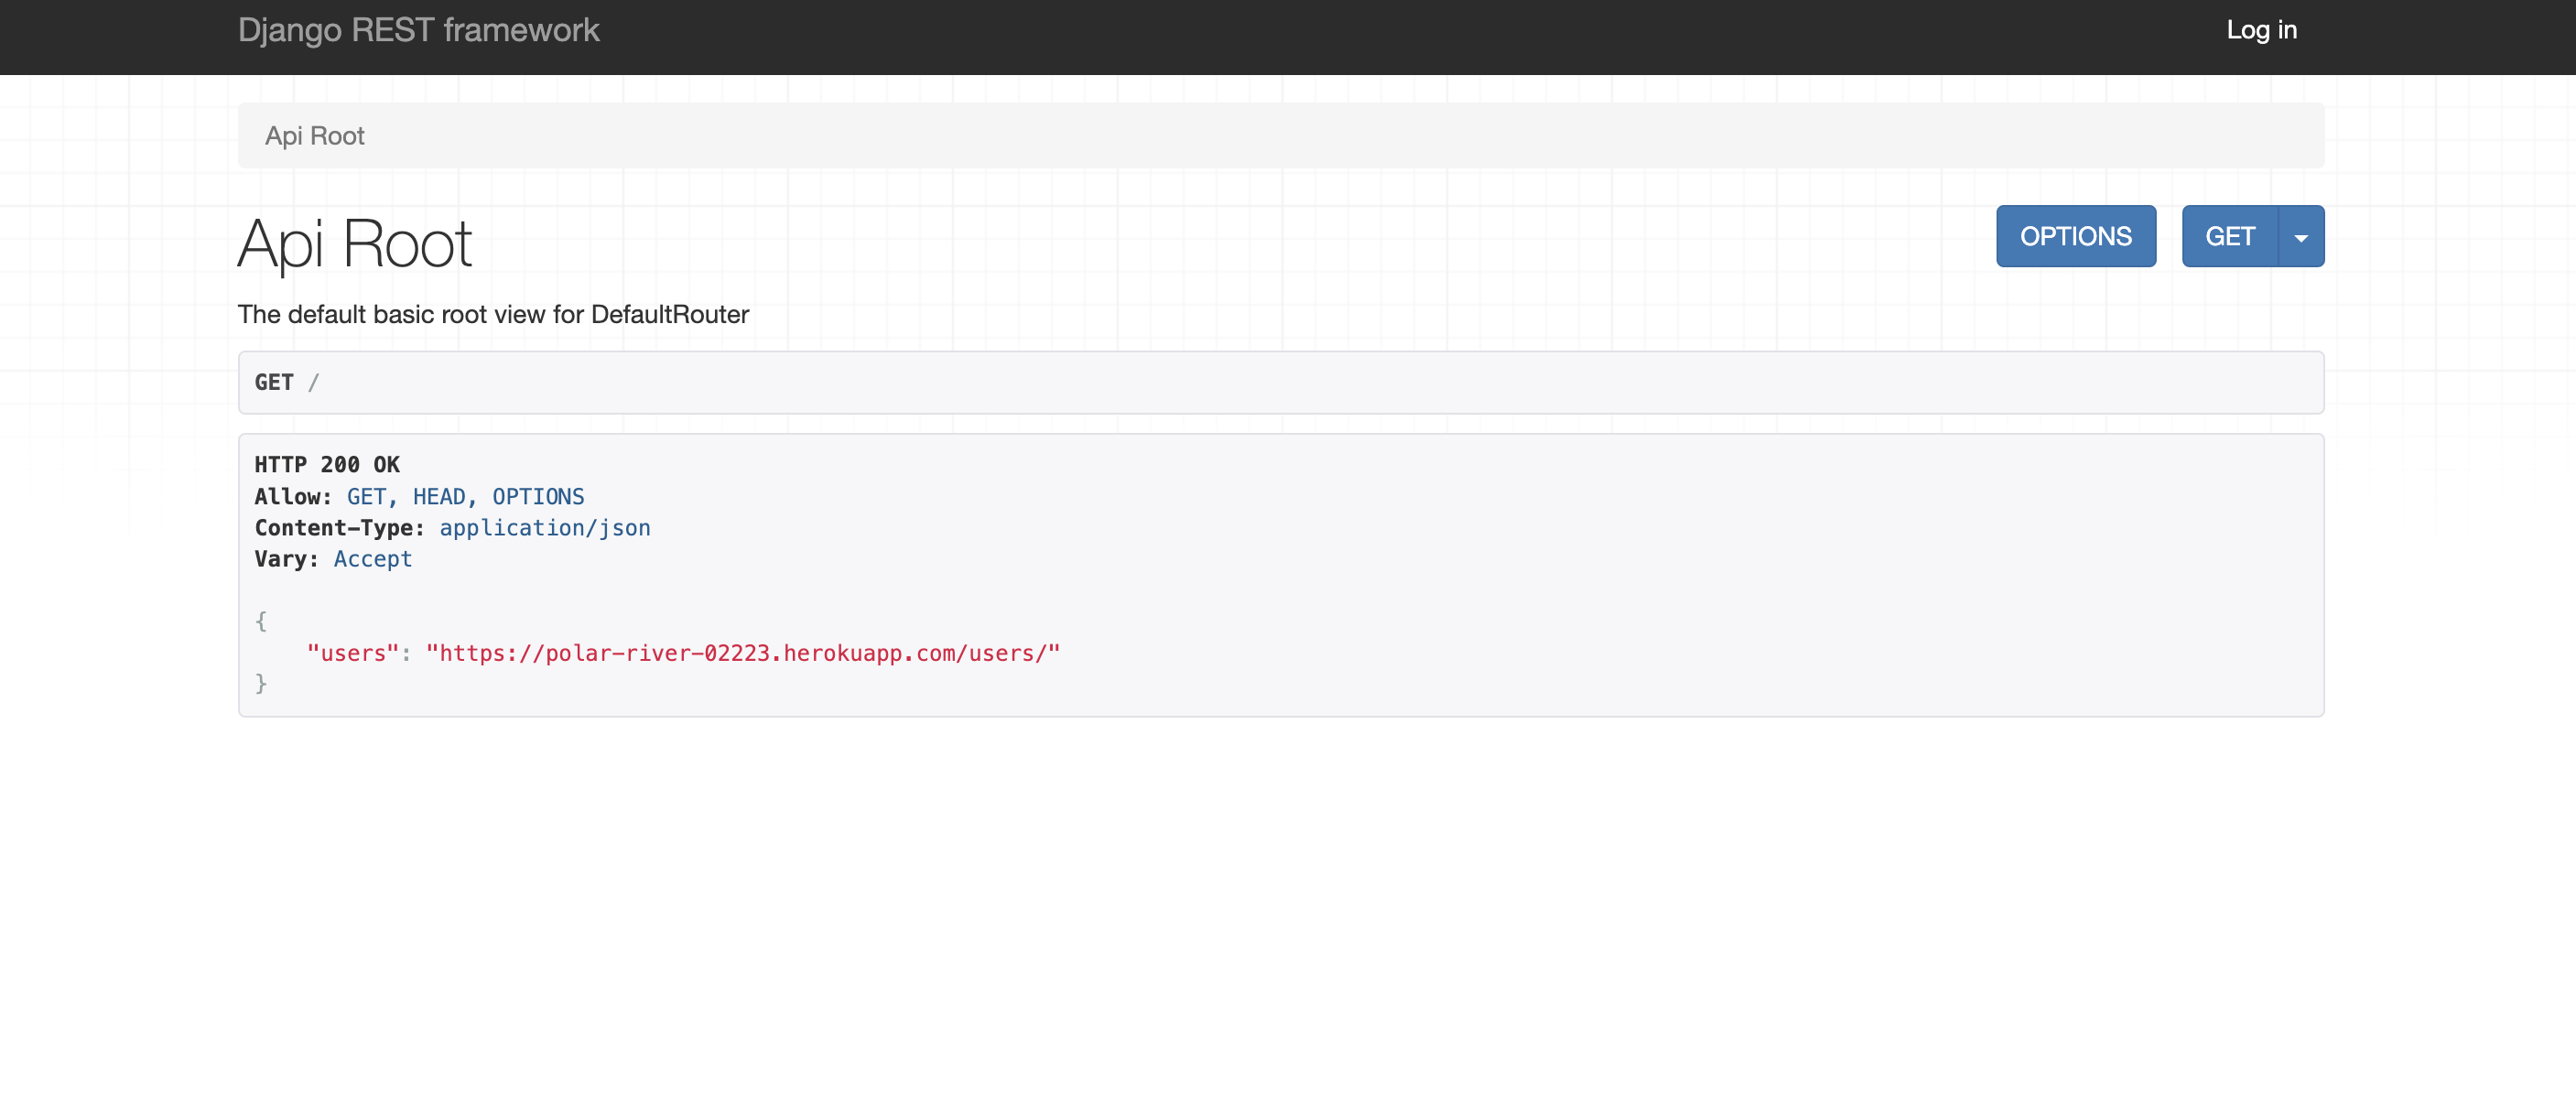 Django REST framework
Log in
Api Root
Api Root
OPTIONS
GET
The default basic root view for DefaultRouter
GET /
HTTP 200 OK
Allow: GET, HEAD, OPTIONS
Content-Type: application/json
Vary: Accept
{
"users": "https://polar-river-02223.herokuapp.com/users/"
}